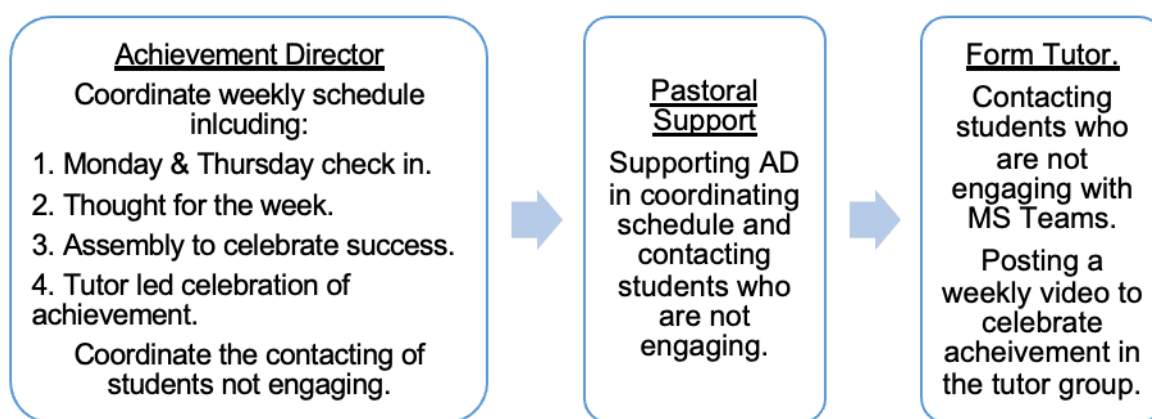 Achievement Director
Coordinate weekly schedule
inlcuding:
1. Monday & Thursday check in.
2. Thought for the week.
3. Assembly to celebrate success.
4. Tutor led celebration of
achievement.
Coordinate the contacting of
students not engaging.
Pastoral
Support
Supporting AD
in coordinating
schedule and
contacting
students who
are not
engaging.
Form Tutor.
Contacting
students who
are not
engaging with
MS Teams.
Posting a
weekly video to
celebrate
acheivement in
the tutor group.